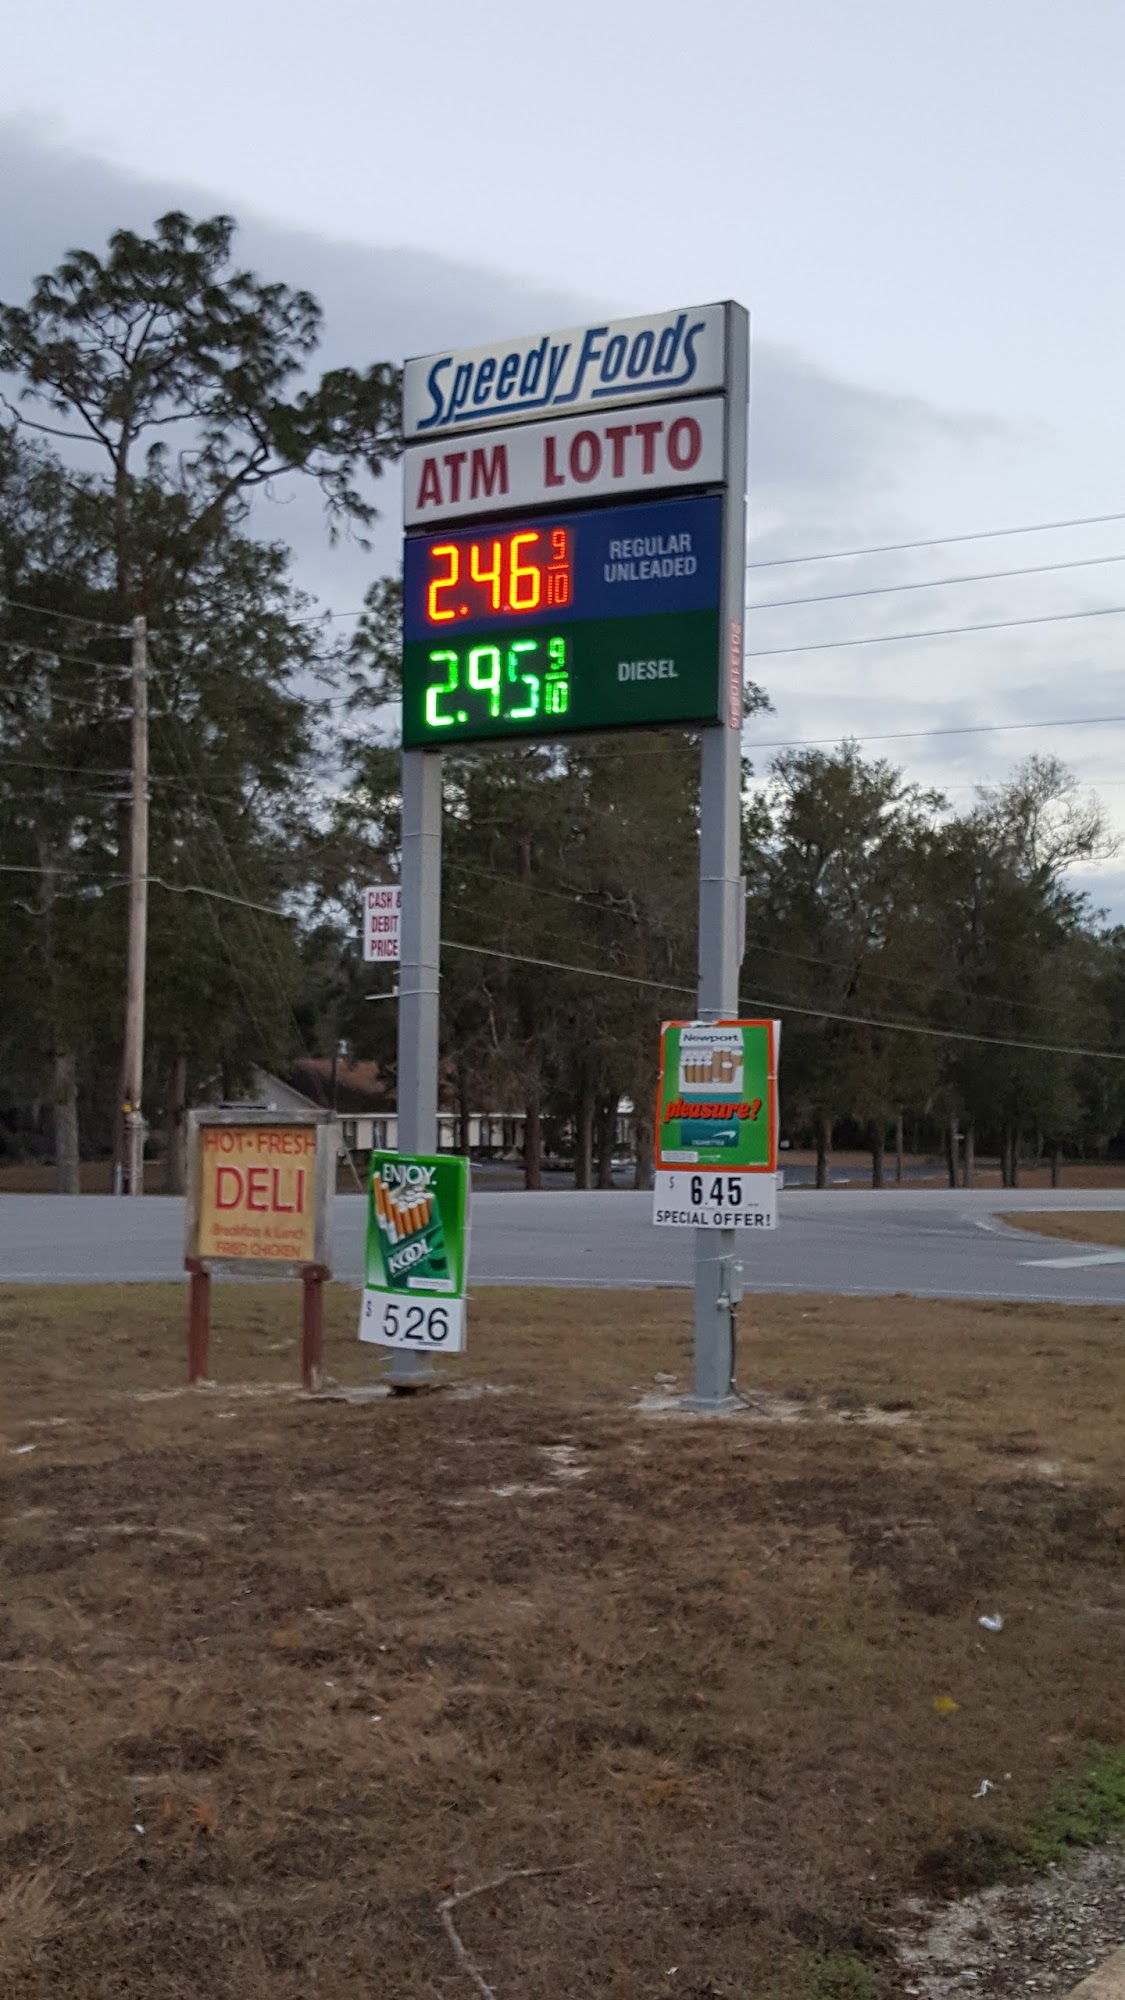 Speedy Foods
ATM LOTTO
2.46 9/10
REGULAR
UNLEADED
2.95 9/10
DIESEL
CASH &
DEBIT
PRICE
Newport
pleasure!
$ 6.45
SPECIAL OFFER!
HOT • FRESH
DELI
Breakfast & Lunch
FRIED CHICKEN
ENJOY.
KOOL
$ 5.26